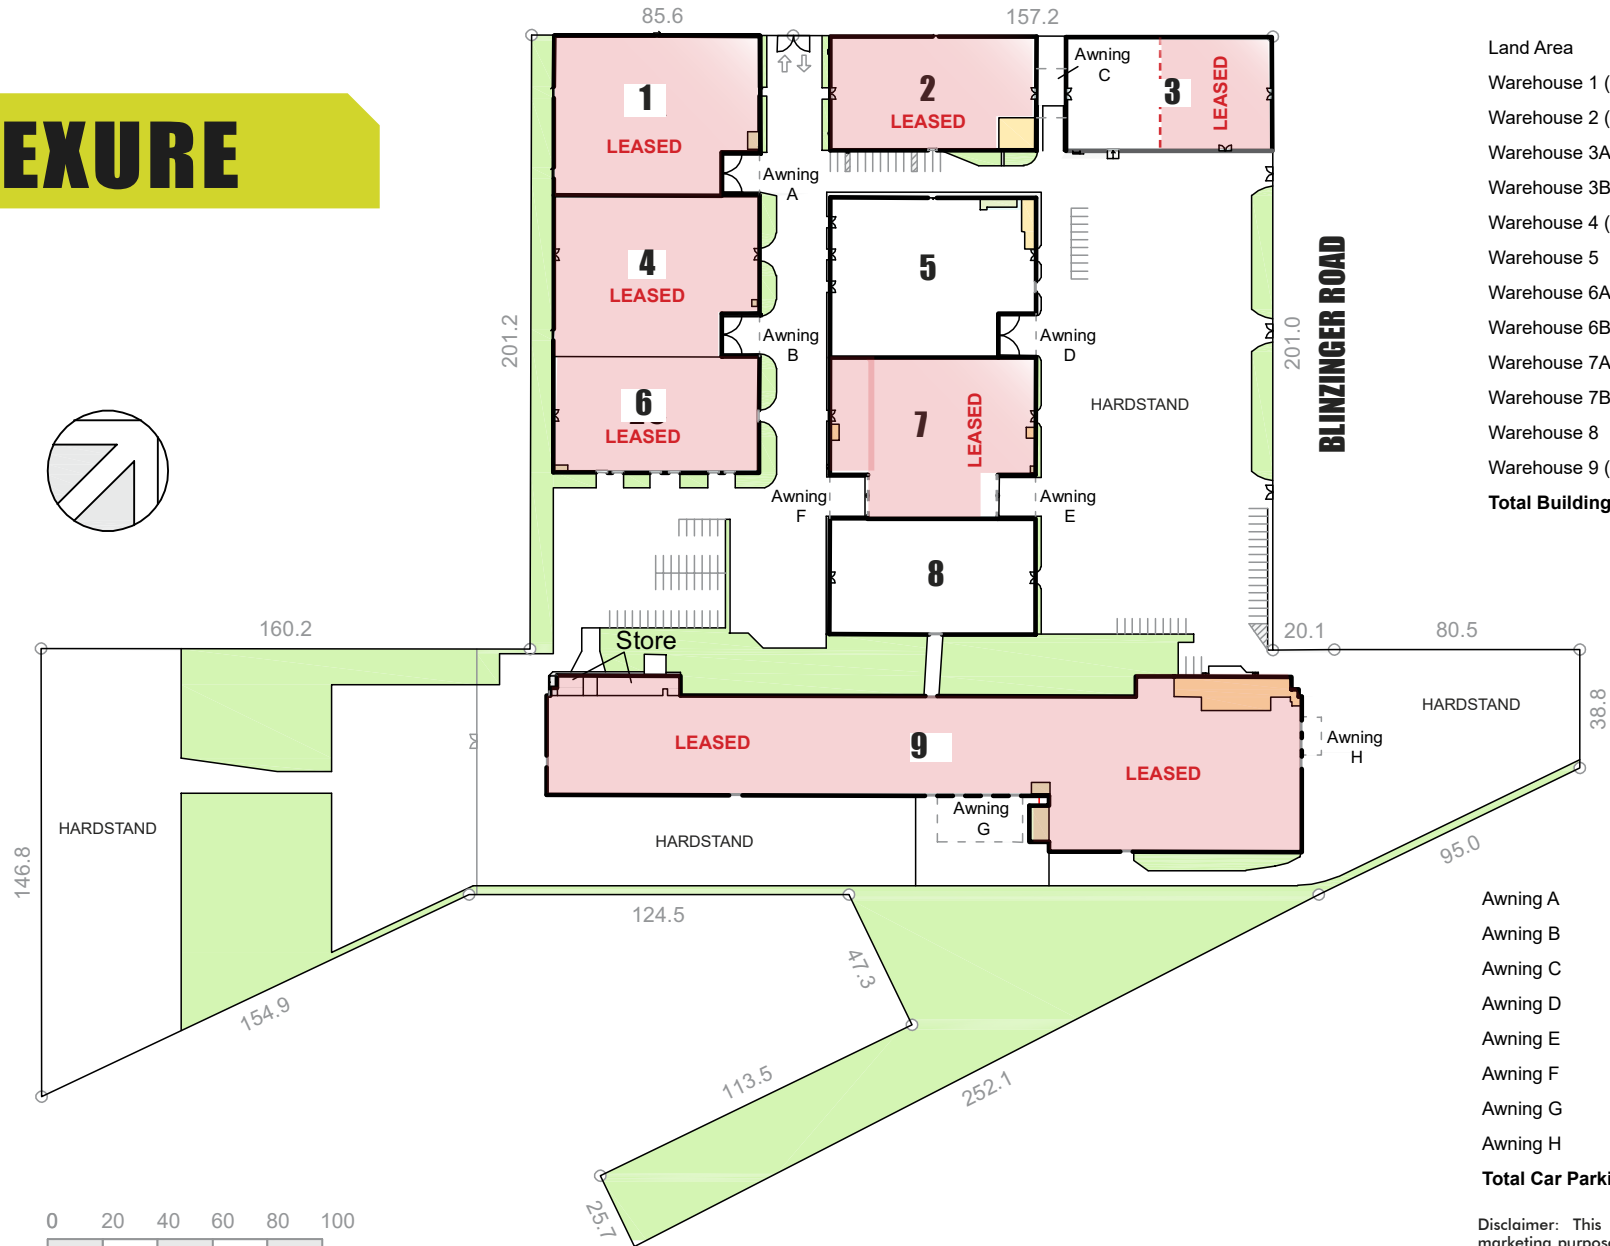 85.6
157.2
EXURE
1
LEASED
2
LEASED
Awning
C
3
LEASED
Awning
A
4
LEASED
5
Awning
B
Awning
D
201.2
201.0
BLINZINGER ROAD
6
LEASED
7
LEASED
HARDSTAND
Awning
F
Awning
E
8
160.2
Store
20.1
80.5
HARDSTAND
38.8
LEASED
9
LEASED
Awning
H
Awning
G
HARDSTAND
HARDSTAND
146.8
95.0
124.5
47.3
154.9
113.5
252.1
25.7
0 20 40 60 80 100
Land Area
Warehouse 1 (
Warehouse 2 (
Warehouse 3A
Warehouse 3B
Warehouse 4 (
Warehouse 5
Warehouse 6A
Warehouse 6B
Warehouse 7A
Warehouse 7B
Warehouse 8
Warehouse 9 (
Total Building
Awning A
Awning B
Awning C
Awning D
Awning E
Awning F
Awning G
Awning H
Total Car Parki
Disclaimer: This
marketing purpose